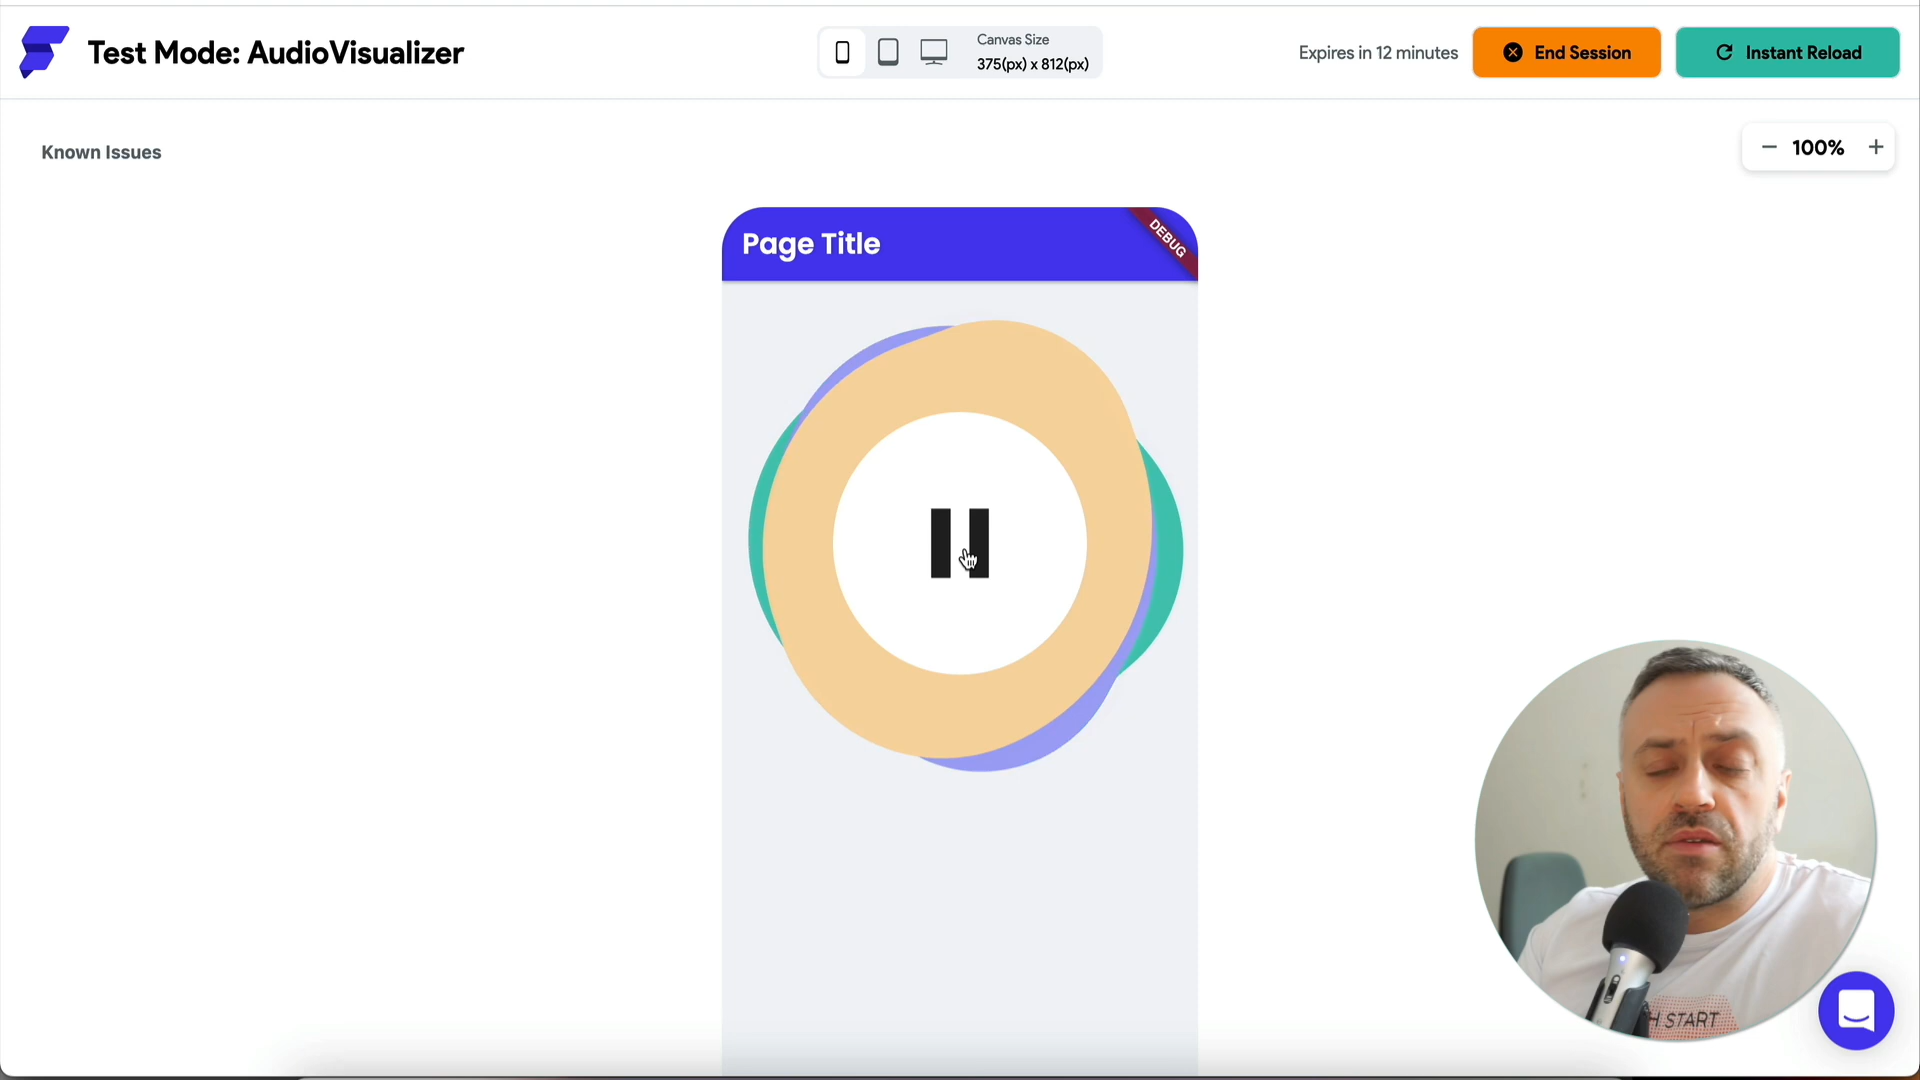 Test Mode: AudioVisualizer
Canvas Size
375(px) x 812(px)
Expires in 12 minutes
End Session
Instant Reload
Known Issues
100%
Page Title
DEBUG
H START